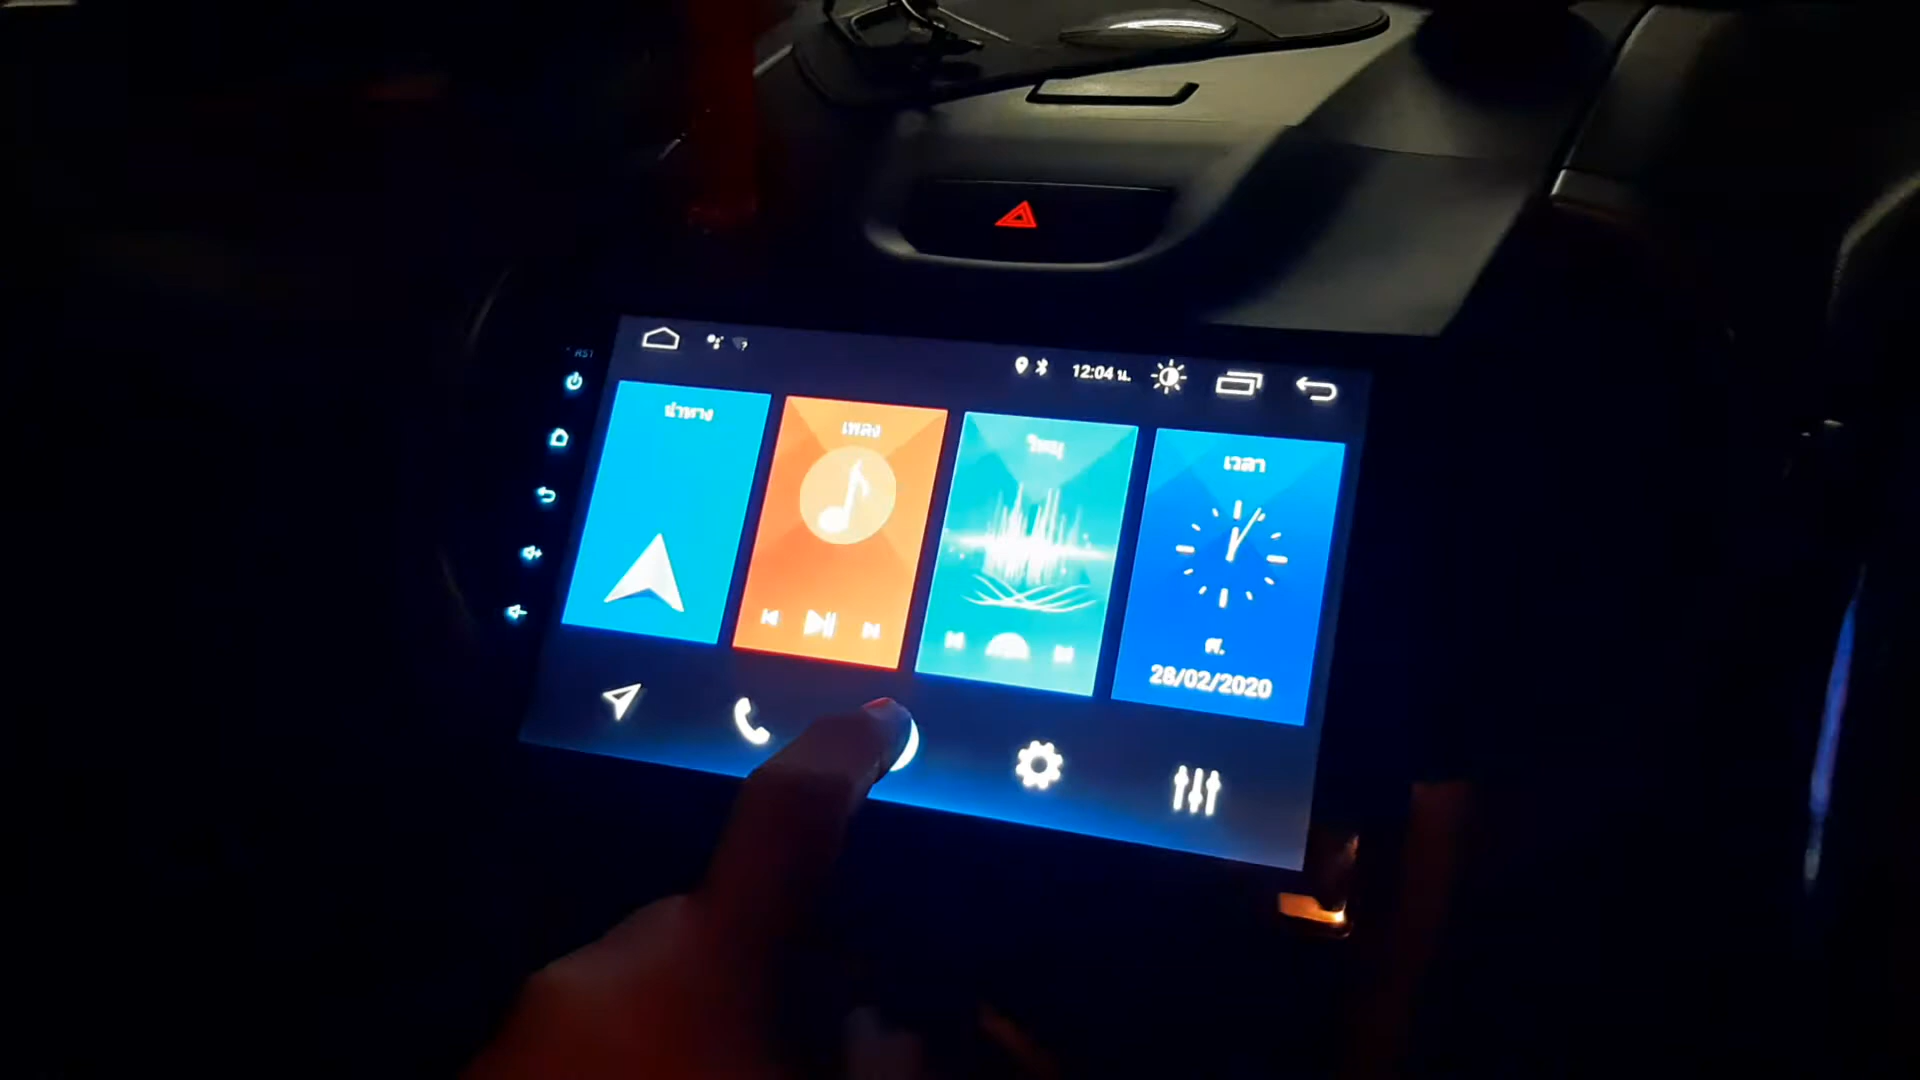 RST
12:04 น.
นำทาง
เพลง
วิทยุ
เวลา
ศ.
28/02/2020